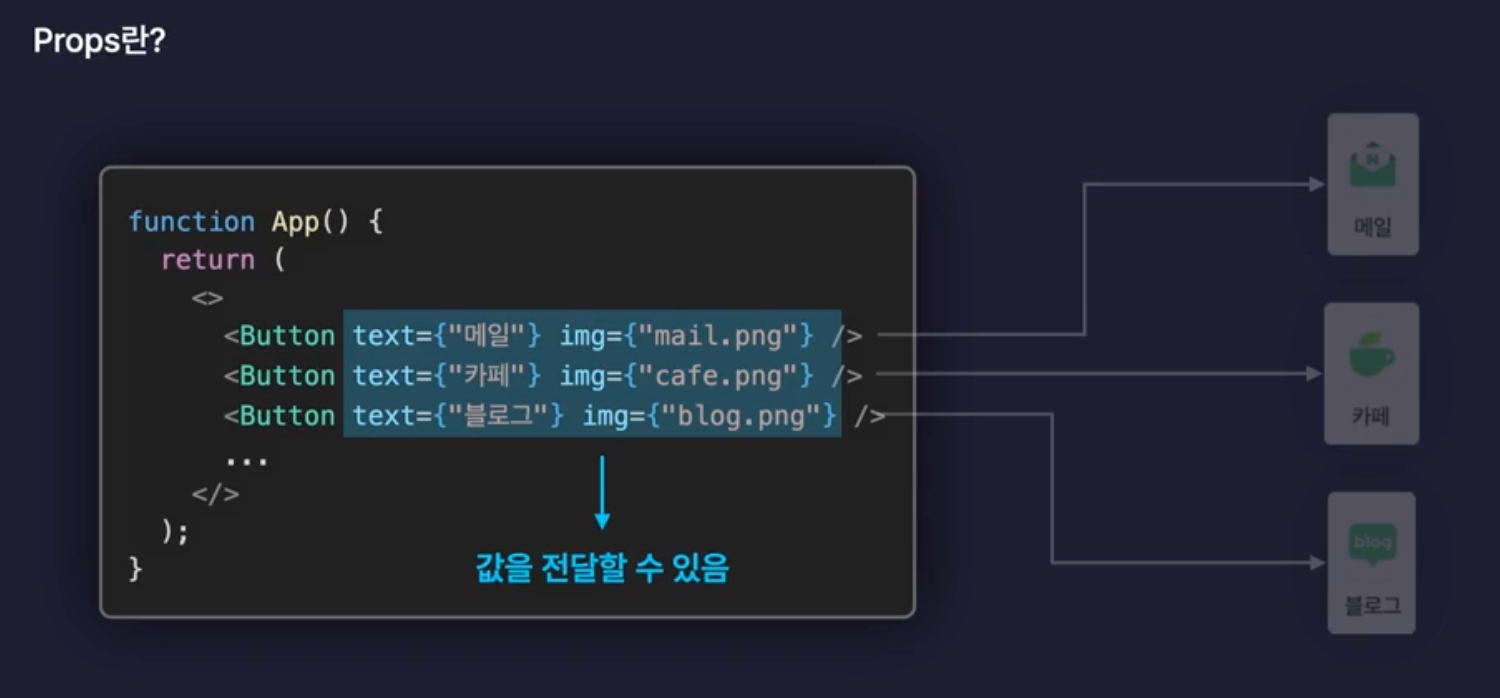 Props란?
function App() {
return (
<>
<Button text={"메일"} img={"mail.png"} />
<Button text={"카페"} img={"cafe.png"} />
<Button text={"블로그"} img={"blog.png"} />
...
</>
);
}
값을 전달할 수 있음
N
메일
카페
blog
블로그